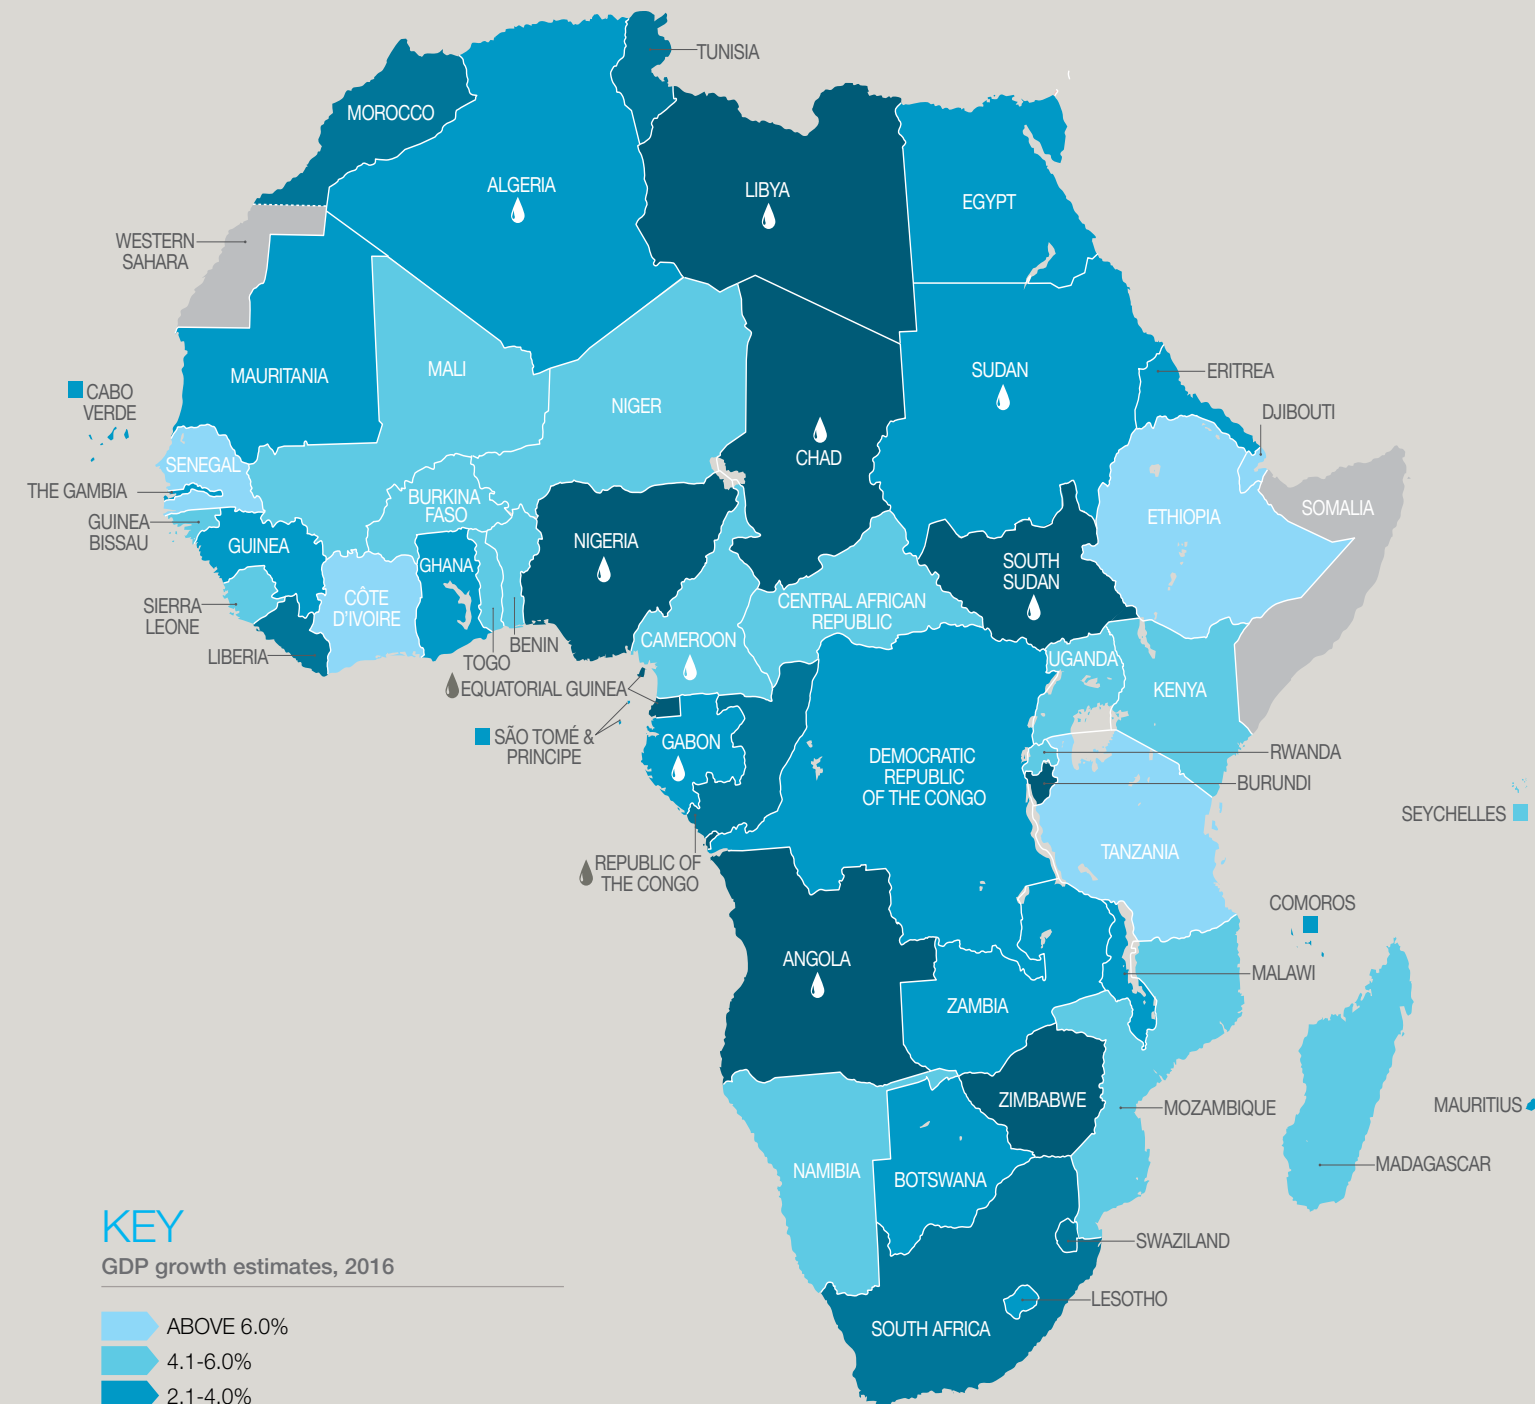 TUNISIA
MOROCCO
ALGERIA
LIBYA
EGYPT
WESTERN
SAHARA
MAURITANIA
MALI
NIGER
CHAD
SUDAN
ERITREA
CABO
VERDE
DJIBOUTI
SENEGAL
THE GAMBIA
GUINEA
BISSAU
BURKINA
FASO
GUINEA
NIGERIA
GHANA
ETHIOPIA
SOMALIA
SOUTH
SUDAN
CÔTE
D'IVOIRE
SIERRA
LEONE
LIBERIA
CENTRAL AFRICAN
REPUBLIC
BENIN
TOGO
CAMEROON
EQUATORIAL GUINEA
UGANDA
KENYA
SÃO TOMÉ &
PRINCIPE
GABON
DEMOCRATIC
REPUBLIC
OF THE CONGO
RWANDA
BURUNDI
SEYCHELLES
REPUBLIC OF
THE CONGO
TANZANIA
COMOROS
ANGOLA
MALAWI
ZAMBIA
ZIMBABWE
MOZAMBIQUE
MAURITIUS
NAMIBIA
BOTSWANA
MADAGASCAR
SWAZILAND
LESOTHO
SOUTH AFRICA
KEY
GDP growth estimates, 2016
ABOVE 6.0%
4.1-6.0%
2.1-4.0%